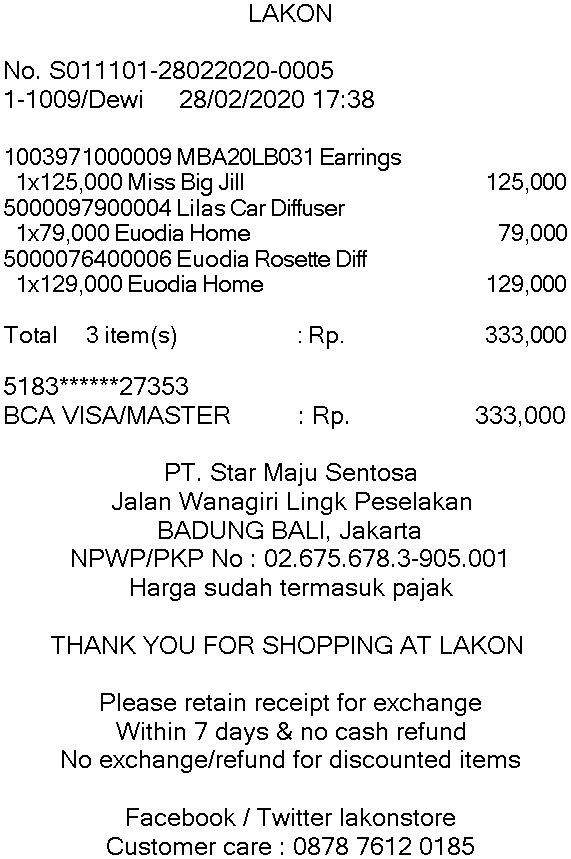 LAKON
No. S011101-28022020-0005
1-1009/Dewi 28/02/2020 17:38
1003971000009 MBA20LB031 Earrings
1x125,000 Miss Big Jill 125,000
5000097900004 Lilas Car Diffuser
1x79,000 Euodia Home 79,000
5000076400006 Euodia Rosette Diff
1x129,000 Euodia Home 129,000
Total 3 item(s) : Rp. 333,000
5183******27353
BCA VISA/MASTER : Rp. 333,000
PT. Star Maju Sentosa
Jalan Wanagiri Lingk Peselakan
BADUNG BALI, Jakarta
NPWP/PKP No : 02.675.678.3-905.001
Harga sudah termasuk pajak
THANK YOU FOR SHOPPING AT LAKON
Please retain receipt for exchange
Within 7 days & no cash refund
No exchange/refund for discounted items
Facebook / Twitter lakonstore
Customer care : 0878 7612 0185